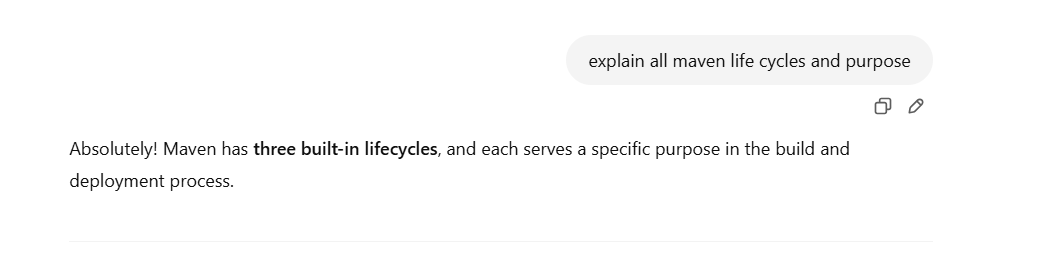 explain all maven life cycles and purpose
Absolutely! Maven has three built-in lifecycles, and each serves a specific purpose in the build and
deployment process.